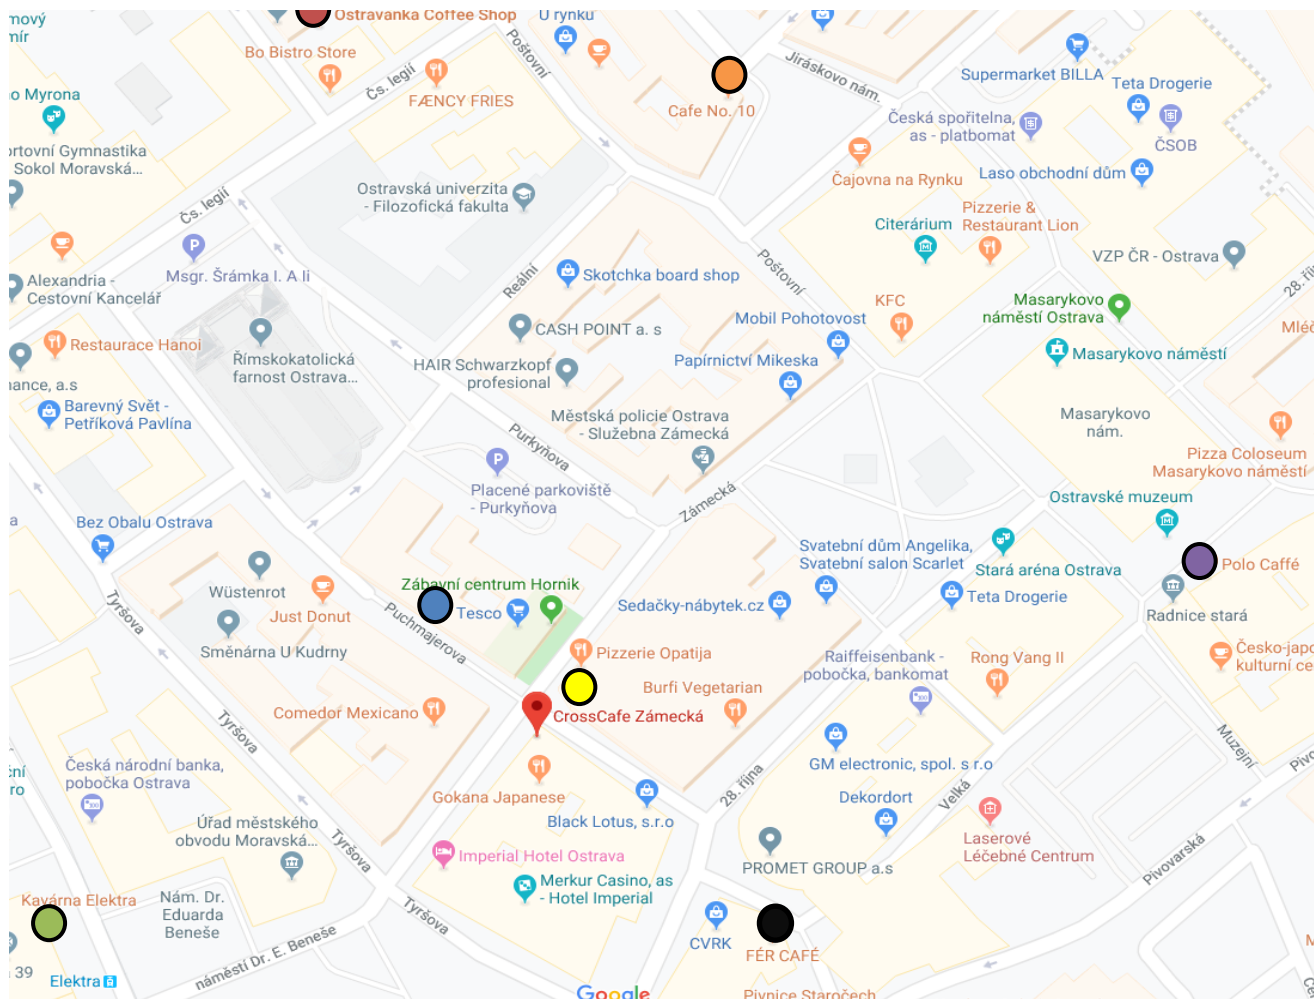 mový
mír
Ostravanka Coffee Shop
U rynku
Bo Bistro Store
Poštovní
Jiráskovo nám.
Supermarket BILLA
Teta Drogerie
Čs. legií
FÆNCY FRIES
Cafe No. 10
o Myrona
Česká spořitelna,
as - platbomat
ČSOB
ortovní Gymnastika
Sokol Moravská...
Čajovna na Rynku
Laso obchodní dům
Ostravská univerzita
- Filozofická fakulta
Čs. legií
Pizzerie &
Restaurant Lion
Citerárium
VZP ČR - Ostrava
Msgr. Šrámka I. A Ii
Alexandria -
Cestovní Kancelář
Reální
Skotchka board shop
Poštovní
28. říj
Masarykovo
náměstí Ostrava
KFC
Mobil Pohotovost
CASH POINT a. s
Mléč
Restaurace Hanoi
Římskokatolická
farnost Ostrava...
HAIR Schwarzkopf
profesional
Papírnictví Mikeska
Masarykovo náměstí
nance, a.s
Barevný Svět -
Petříková Pavlína
Městská policie Ostrava
- Služebna Zámecká
Masarykovo
nám.
Purkyňova
Pizza Coloseum
Masarykovo náměstí
Placené parkoviště
- Purkyňova
Zámecká
Ostravské muzeum
a
Bez Obalu Ostrava
Svatební dům Angelika,
Svatební salon Scarlet
Stará aréna Ostrava
Polo Caffé
Wüstenrot
Zábavní centrum Hornik
Tyršova
Just Donut
Puchmajerova
Tesco
Sedačky-nábytek.cz
Teta Drogerie
Radnice stará
Směnárna U Kudrny
Pizzerie Opatija
Raiffeisenbank -
pobočka, bankomat
Rong Vang II
Česko-japo
kulturní ce
Burfi Vegetarian
Comedor Mexicano
CrossCafe Zámecká
Tyršova
Muzejní
Pivo
Česká národní banka,
pobočka Ostrava
ční
ro
GM electronic, spol. s r.o
Gokana Japanese
28. října
Velká
Dekordort
Black Lotus, s.r.o
Úřad městského
obvodu Moravská...
Tyršova
Laserové
Léčebné Centrum
Imperial Hotel Ostrava
PROMET GROUP a.s
Pivovarská
Merkur Casino, as
- Hotel Imperial
Kavárna Elektra
Nám. Dr.
Eduarda
Beneše
Tyršova
CVRK
FÉR CAFÉ
náměstí Dr. E. Beneše
39
Elektra
Google
Pivnice Staročech